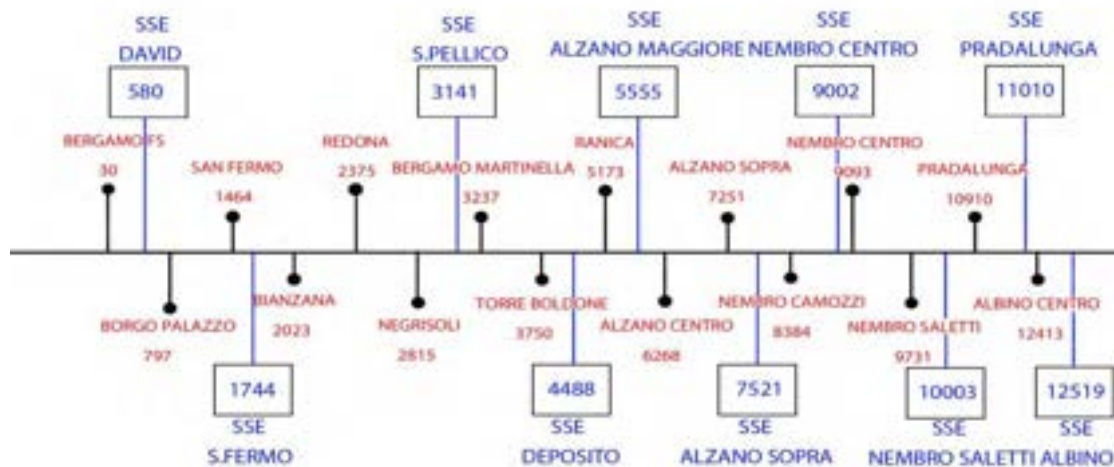 SSE
DAVID
580
SSE
S.PELLICO
3141
SSE
ALZANO MAGGIORE
5555
SSE
NEMBRO CENTRO
9002
SSE
PRADALUNGA
11010
BERGAMO FS
30
SAN FERMO
1464
REDONA
2375
BERGAMO MARTINELLA
3237
RANICA
5173
ALZANO SOPRA
7251
NEMBRO CENTRO
9093
PRADALUNGA
10910
BORGO PALAZZO
797
BIANZANA
2023
NEGRISOLI
2815
TORRE BOLDONE
3750
ALZANO CENTRO
6268
NEMBRO CAMOZZI
8384
NEMBRO SALETTI
9731
ALBINO CENTRO
12413
1744
SSE
S.FERMO
4488
SSE
DEPOSITO
7521
SSE
ALZANO SOPRA
10003
SSE
NEMBRO SALETTI
12519
SSE
ALBINO